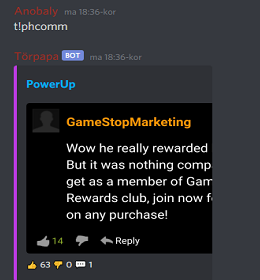 Anobaly ma 18:36-kor
t!phcomm
Törpapa BOT ma 18:36-kor
PowerUp
GameStopMarketing
Wow he really rewarded
But it was nothing comp
get as a member of Gam
Rewards club, join now f
on any purchase!
14 Reply
👍 63 👎 0 💬 1